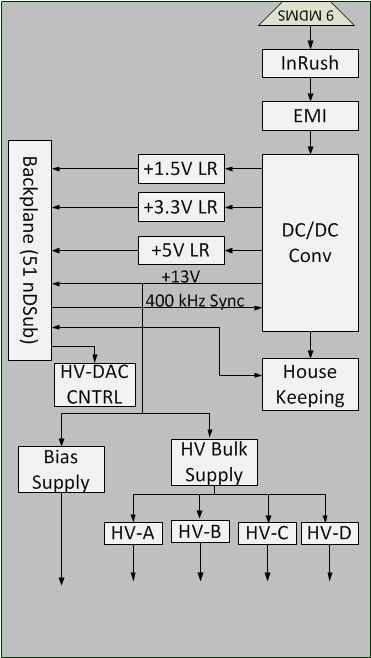 9 MDMS
InRush
EMI
Backplane (51 nDSub)
+1.5V LR
+3.3V LR
+5V LR
DC/DC
Conv
+13V
400 kHz Sync
HV-DAC
CNTRL
House
Keeping
Bias
Supply
HV Bulk
Supply
HV-A
HV-B
HV-C
HV-D